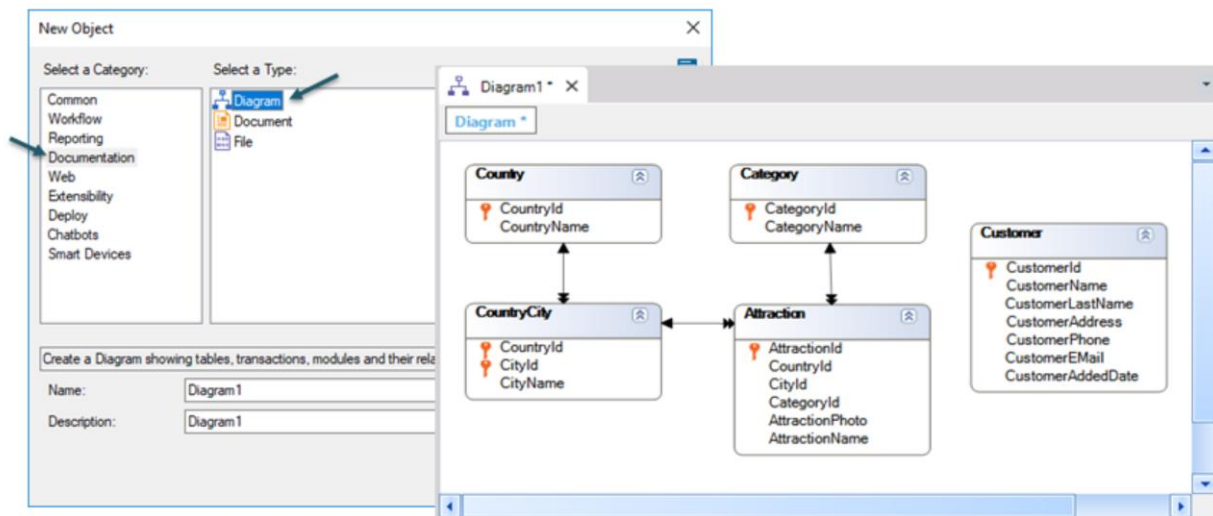 New Object
Select a Category:
Select a Type:
Common
Workflow
Reporting
Documentation
Web
Extensibility
Deploy
Chatbots
Smart Devices
Diagram
Document
File
Create a Diagram showing tables, transactions, modules and their rela
Name:
Diagram1
Description:
Diagram1
Diagram1 *
Diagram *
Country
CountryId
CountryName
Category
CategoryId
CategoryName
Customer
CustomerId
CustomerName
CustomerLastName
CustomerAddress
CustomerPhone
CustomerEMail
CustomerAddedDate
CountryCity
CountryId
CityId
CityName
Attraction
AttractionId
CountryId
CityId
CategoryId
AttractionPhoto
AttractionName